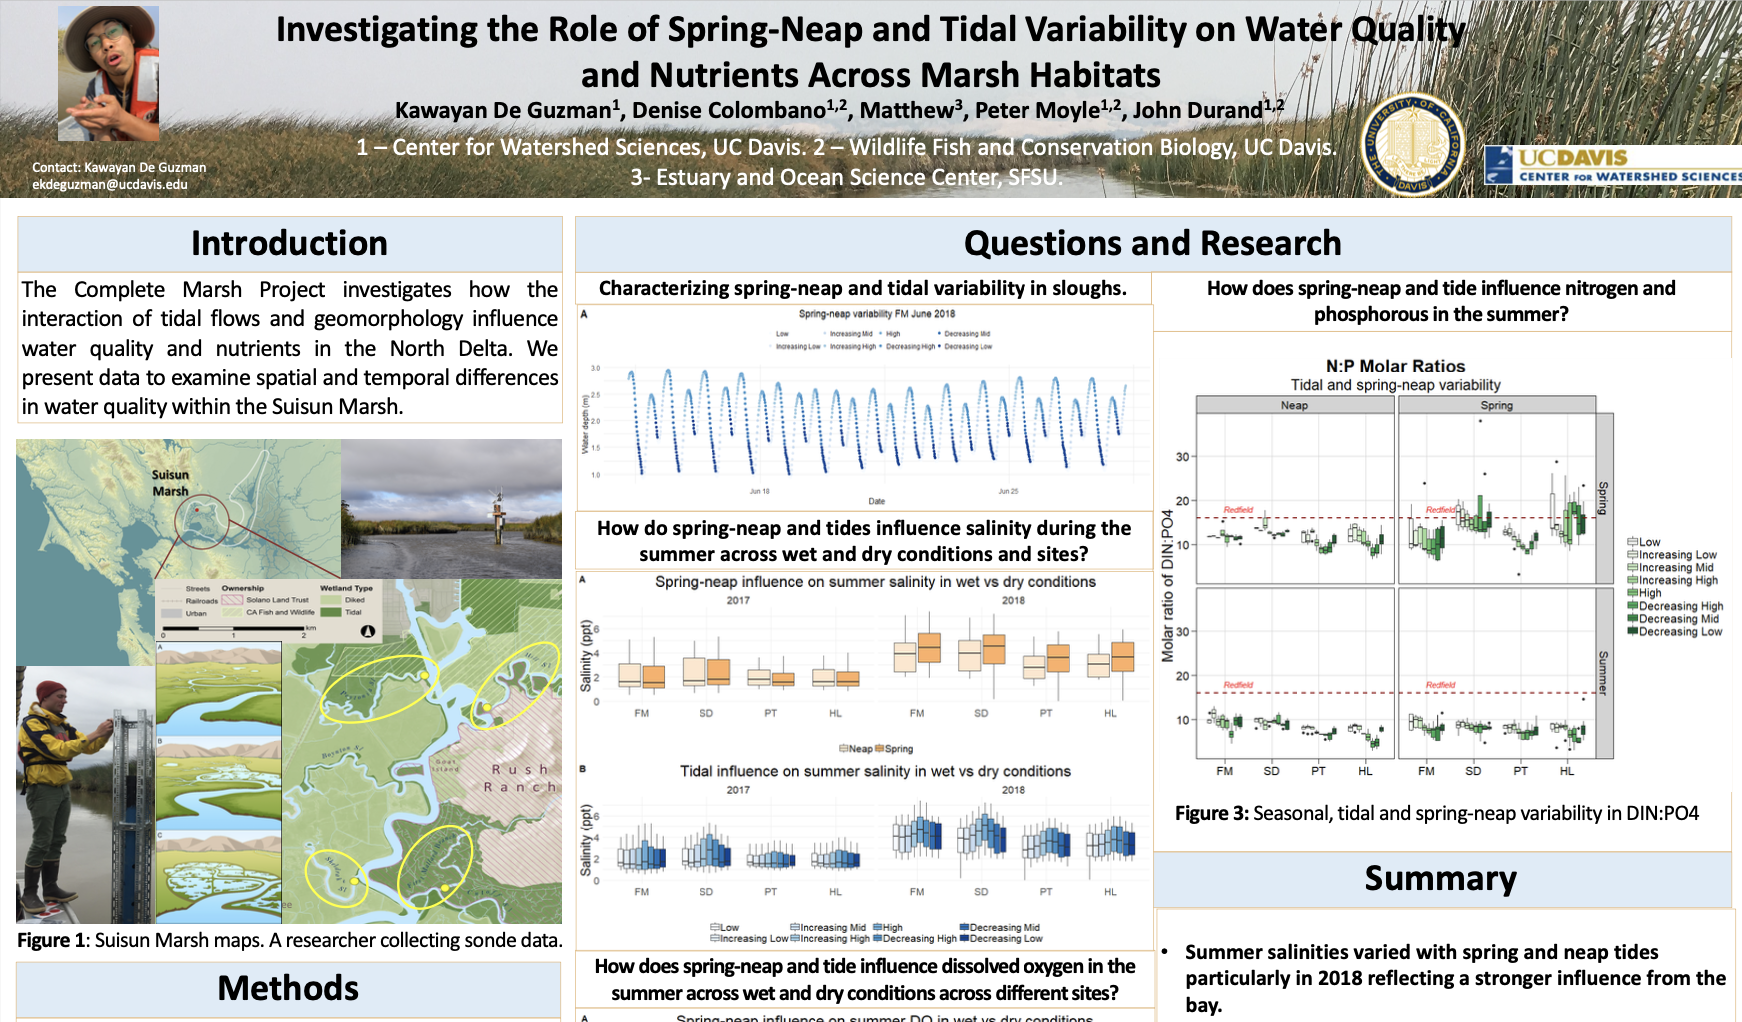 Investigating the Role of Spring-Neap and Tidal Variability on Water Quality
and Nutrients Across Marsh Habitats
Kawayan De Guzman1, Denise Colombano1,2, Matthew3, Peter Moyle1,2, John Durand1,2
1 – Center for Watershed Sciences, UC Davis. 2 – Wildlife Fish and Conservation Biology, UC Davis.
3- Estuary and Ocean Science Center, SFSU.
Contact: Kawayan De Guzman
ekdeguzman@ucdavis.edu
THE UNIVERSITY OF CALIFORNIA
DAVIS
UCDAVIS
CENTER FOR WATERSHED SCIENCES
Introduction
The Complete Marsh Project investigates how the
interaction of tidal flows and geomorphology influence
water quality and nutrients in the North Delta. We
present data to examine spatial and temporal differences
in water quality within the Suisun Marsh.
Suisun
Marsh
Streets
Railroads
Urban
Ownership
Solano Land Trust
CA Fish and Wildlife
Wetland Type
Diked
Tidal
km
0 1 2
A
B
C
Boynton Sl
Goat
Island
Rush
Ranch
Figure 1: Suisun Marsh maps. A researcher collecting sonde data.
Methods
Questions and Research
Characterizing spring-neap and tidal variability in sloughs.
A
Spring-neap variability FM June 2018
Low Increasing Mid High Decreasing Mid
Increasing Low Increasing High Decreasing High Decreasing Low
Water depth (m)
3.0
2.5
2.0
1.5
1.0
Jun 18 Jun 25
Date
How do spring-neap and tides influence salinity during the
summer across wet and dry conditions and sites?
A
Spring-neap influence on summer salinity in wet vs dry conditions
2017 2018
Salinity (ppt)
6
4
2
0
FM SD PT HL FM SD PT HL
Neap Spring
B
Tidal influence on summer salinity in wet vs dry conditions
2017 2018
Salinity (ppt)
6
4
2
0
FM SD PT HL FM SD PT HL
Low Increasing Mid High Decreasing Mid
Increasing Low Increasing High Decreasing High Decreasing Low
How does spring-neap and tide influence dissolved oxygen in the
summer across wet and dry conditions across different sites?
A
Spring-neap influence on summer DO in wet vs dry conditions
How does spring-neap and tide influence nitrogen and
phosphorous in the summer?
N:P Molar Ratios
Tidal and spring-neap variability
Neap Spring
Molar ratio of DIN:PO4
30
20
10
Redfield Redfield
Spring
30
20
10
Redfield Redfield
Summer
FM SD PT HL FM SD PT HL
Low
Increasing Low
Increasing Mid
Increasing High
High
Decreasing High
Decreasing Mid
Decreasing Low
Figure 3: Seasonal, tidal and spring-neap variability in DIN:PO4
Summary
• Summer salinities varied with spring and neap tides
particularly in 2018 reflecting a stronger influence from the
bay.